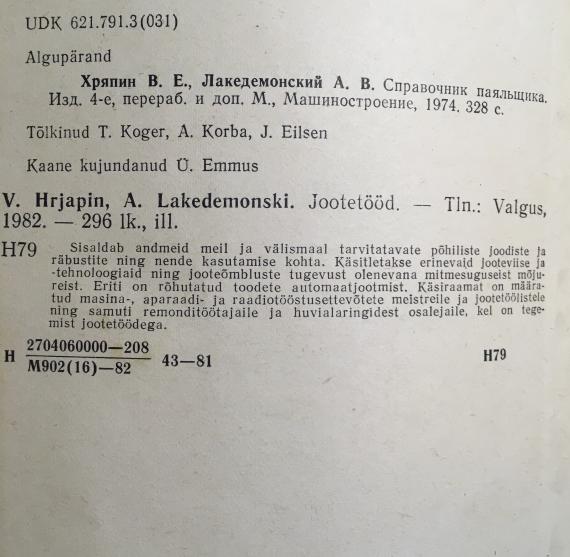 UDK 621.791.3(031)
Algupärand
Хряпин В. Е., Лакедемонский А. В. Справочник паяльщика.
Изд. 4-е, перераб. и доп. М., Машиностроение, 1974. 328 с.
Tõlkinud T. Koger, A. Korba, J. Eilsen
Kaane kujundanud Ü. Emmus
V. Hrjapin, A. Lakedemonski. Jootetööd. — Tln.: Valgus,
1982. — 296 lk., ill.
H79 Sisaldab andmeid meil ja välismaal tarvitatavate põhiliste joodiste ja
räbustite ning nende kasutamise kohta. Käsitletakse erinevaid jooteviise ja
-tehnoloogiaid ning jooteõmbluste tugevust olenevana mitmesuguseist mõju-
reist. Eriti on rõhutatud toodete automaatjootmist. Käsiraamat on määra-
tud masina-, aparaadi- ja raadiotööstusettevõtete meistreile ja jootetöölistele
ning samuti remonditöötajaile ja huvialaringidest osalejaile, kel on tege-
mist jootetöödega.
H 2704060000—208
M902(16)—82 43—81 H79